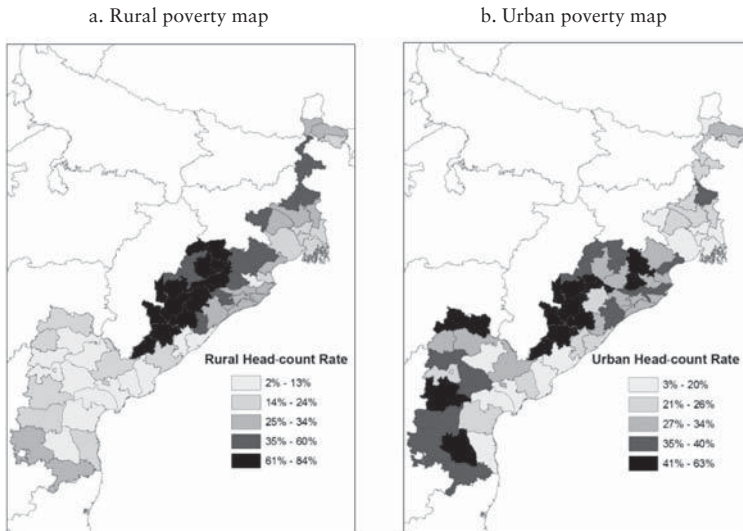 a. Rural poverty map
b. Urban poverty map
Rural Head-count Rate
2% - 13%
14% - 24%
25% - 34%
35% - 60%
61% - 84%
Urban Head-count Rate
3% - 20%
21% - 26%
27% - 34%
35% - 40%
41% - 63%